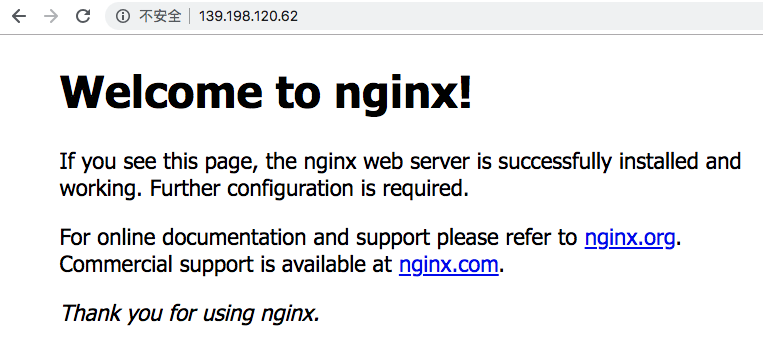 不安全 139.198.120.62
Welcome to nginx!
If you see this page, the nginx web server is successfully installed and
working. Further configuration is required.
For online documentation and support please refer to nginx.org.
Commercial support is available at nginx.com.
Thank you for using nginx.